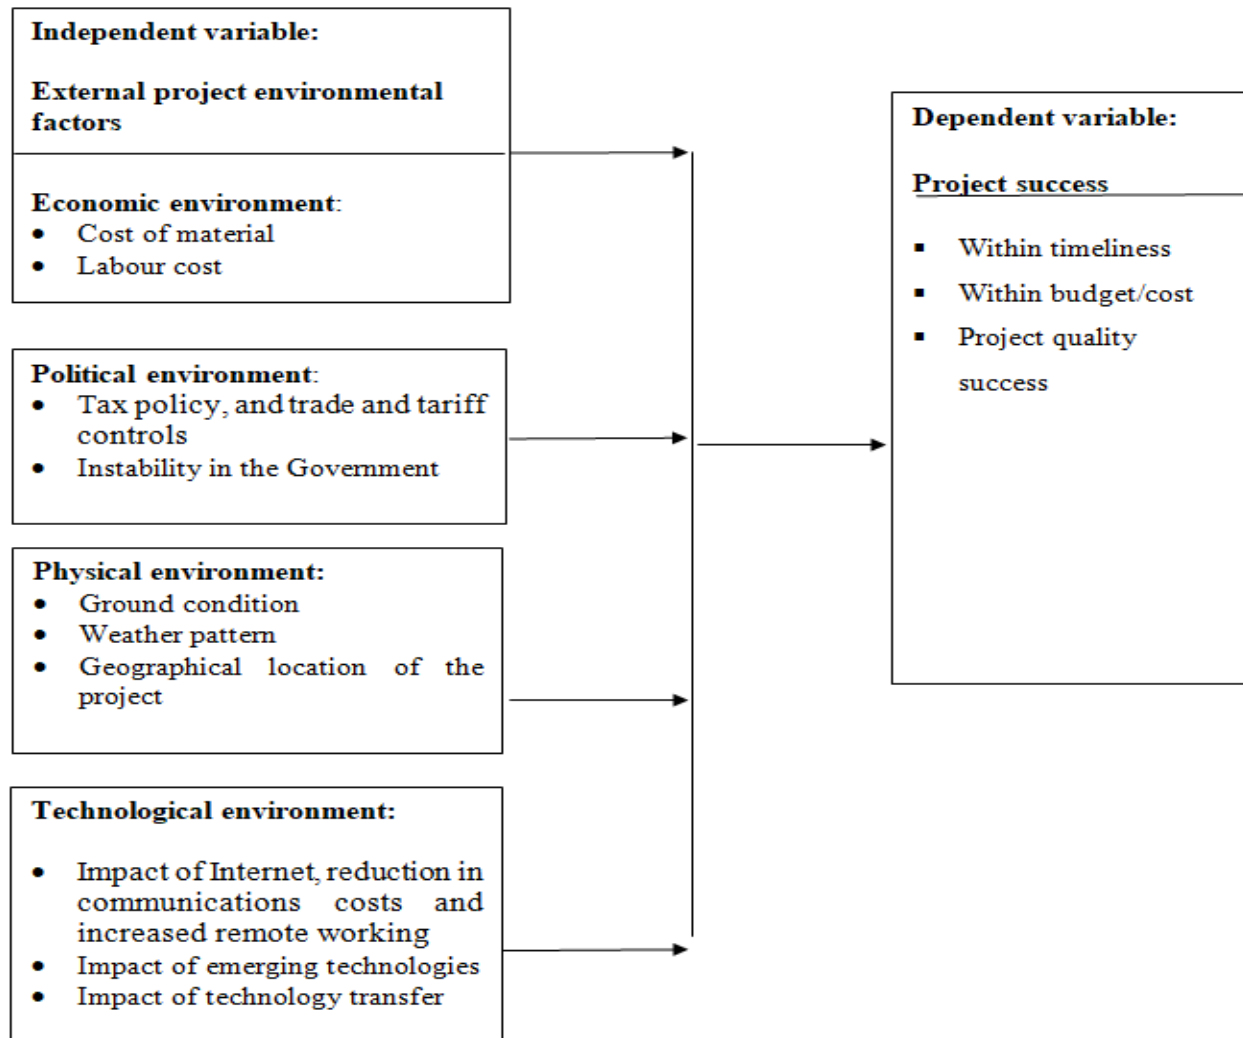 Independent variable:
External project environmental
factors
Economic environment:
• Cost of material
• Labour cost
Political environment:
• Tax policy, and trade and tariff
controls
• Instability in the Government
Physical environment:
• Ground condition
• Weather pattern
• Geographical location of the
project
Technological environment:
• Impact of Internet, reduction in
communications costs and
increased remote working
• Impact of emerging technologies
• Impact of technology transfer
Dependent variable:
Project success
▪ Within timeliness
▪ Within budget/cost
▪ Project quality
success